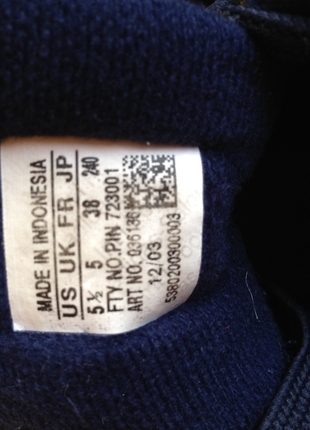 MADE IN INDONESIA
US UK FR JP
5½ 5 38 240
FTY NO.PIN 723001
ART NO. 036136
12/03
5380200300003